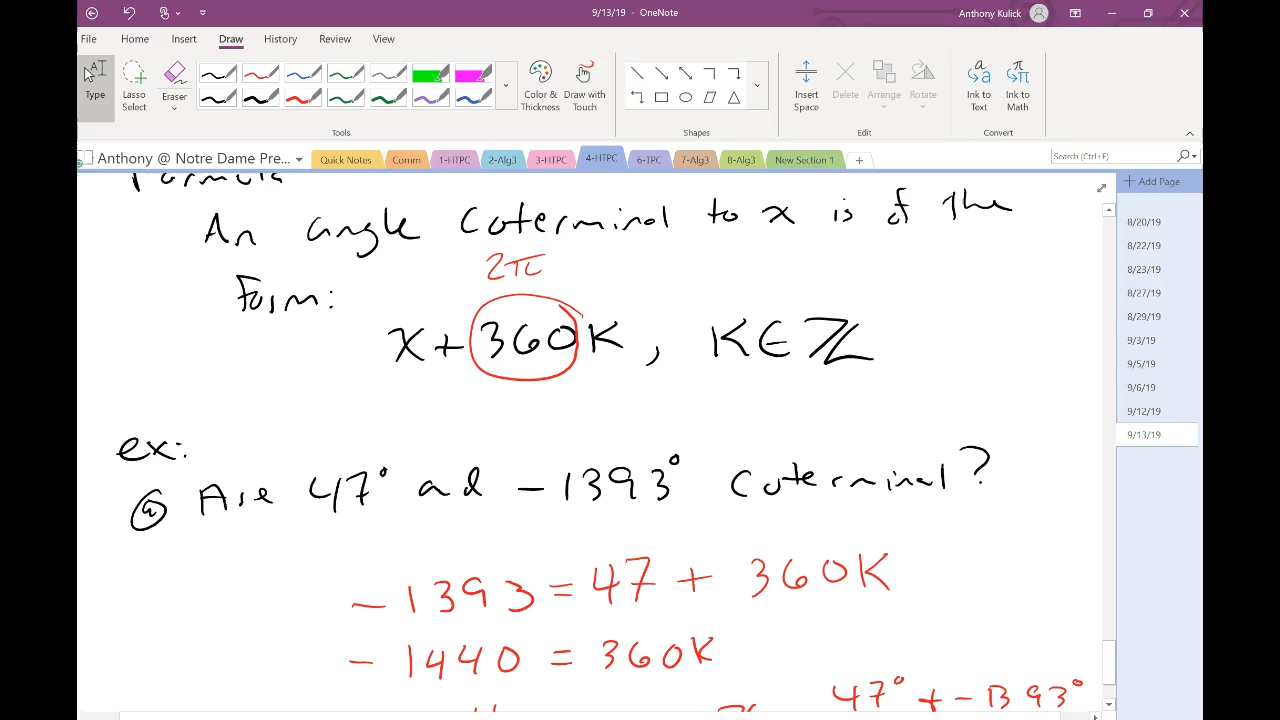 9/13/19 - OneNote
Anthony Kulick
File Home Insert Draw History Review View
Type
Lasso Select
Eraser
Color & Thickness
Draw with Touch
Insert Space
Delete
Arrange
Rotate
Ink to Text
Ink to Math
Tools
Shapes
Edit
Convert
Anthony @ Notre Dame Pre... Quick Notes Comm 1-HTPC 2-Alg3 3-HTPC 4-HTPC 6-TPC 7-Alg3 8-Alg3 New Section 1 + Search (Ctrl+E)
+ Add Page
8/20/19
8/22/19
8/23/19
8/27/19
8/29/19
9/3/19
9/5/19
9/6/19
9/12/19
9/13/19
Formula
An angle coterminal to x is of the
2π
form:
x + 360K , K ∈ ℤ
ex:
ⓐ Are 47° ad -1393° coterminal?
-1393 = 47 + 360K
-1440 = 360K
47° + -1393°